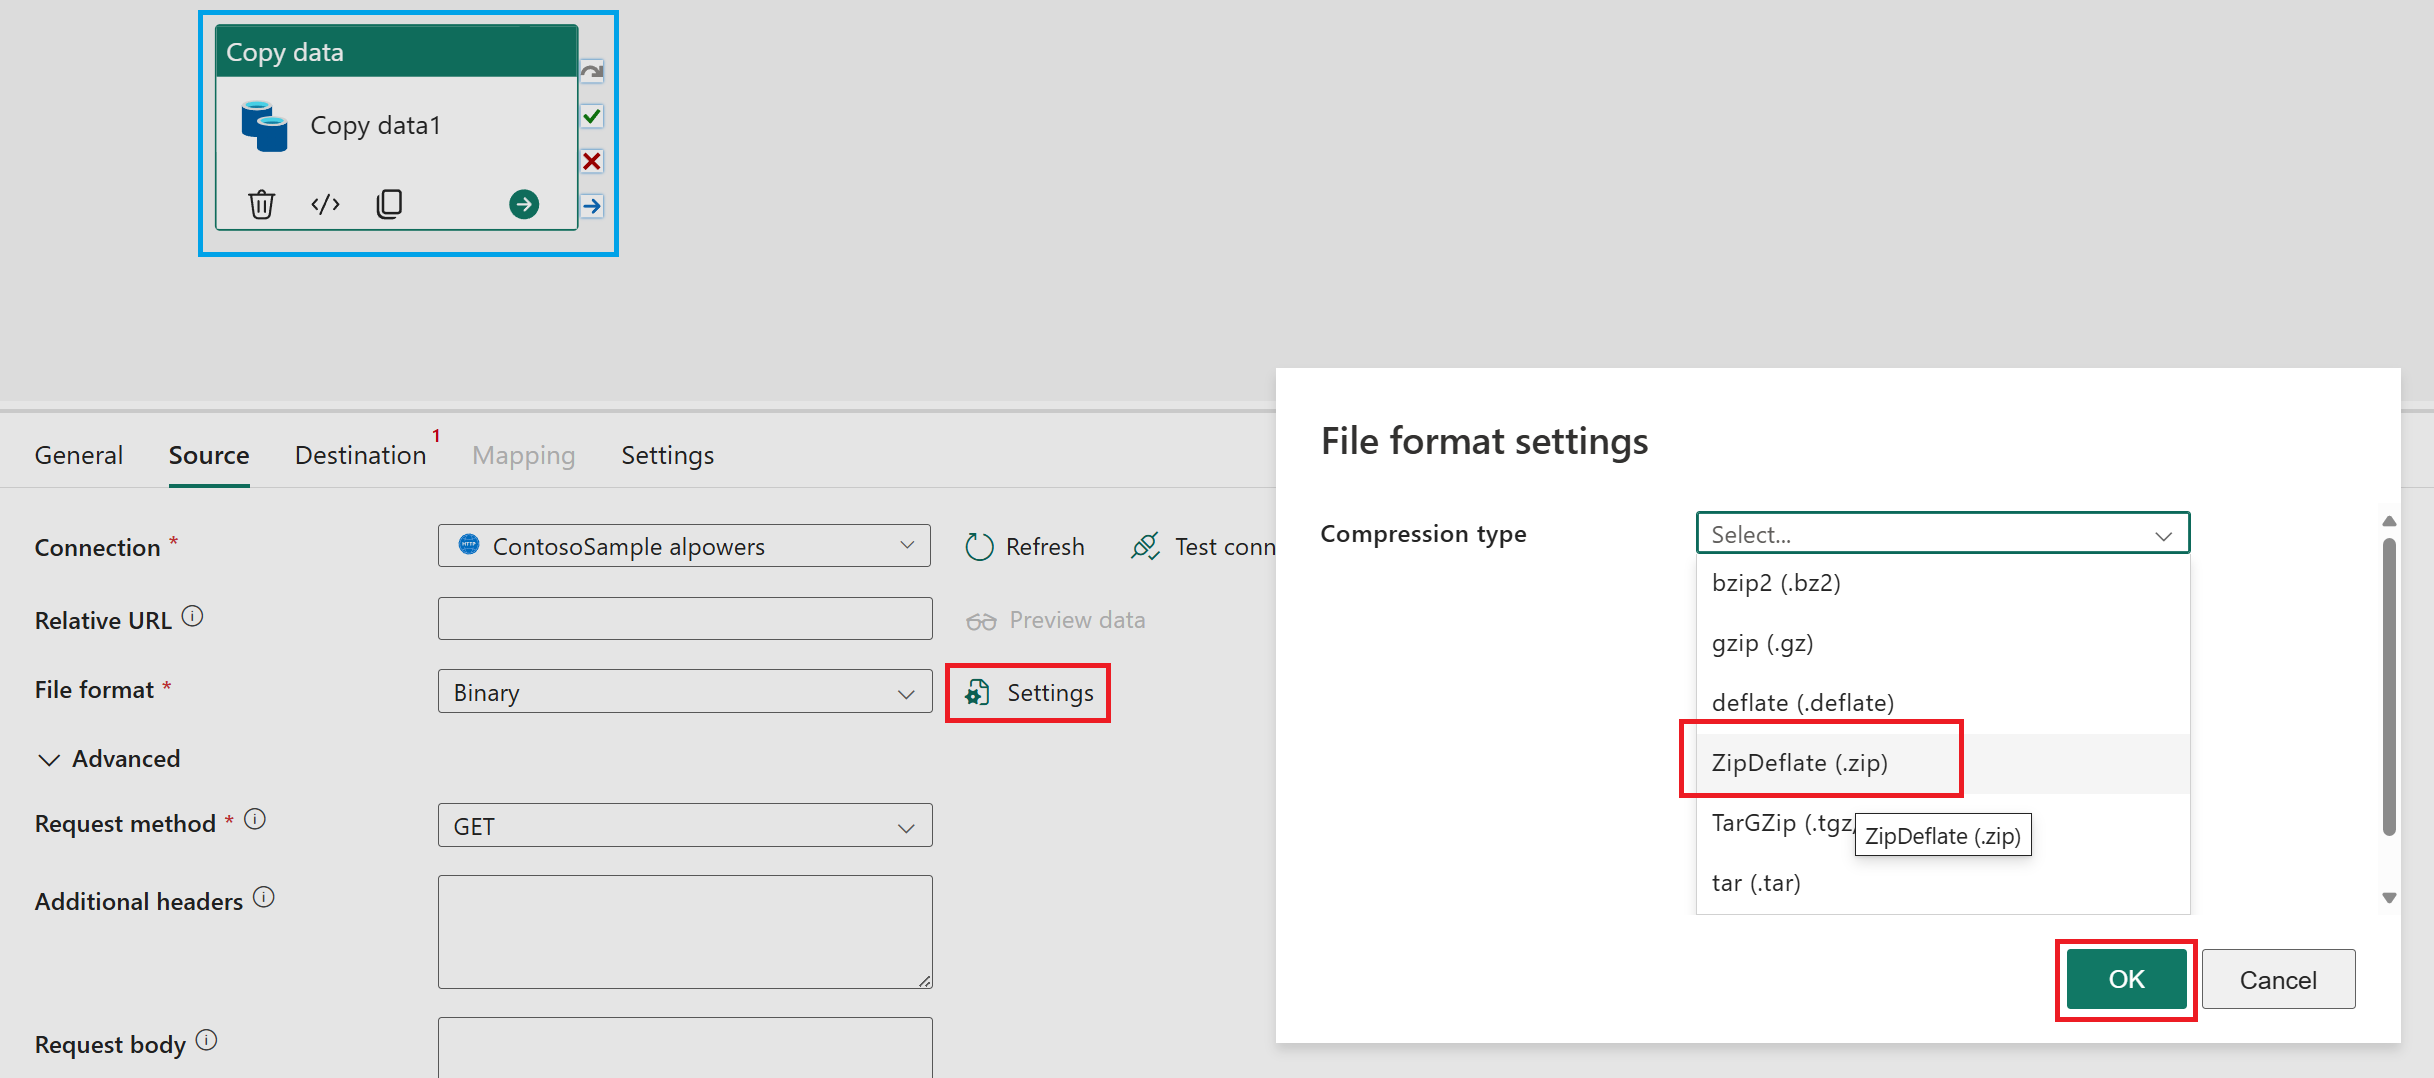 Copy data
Copy data1
General Source Destination 1 Mapping Settings
Connection * HTTP ContosoSample alpowers Refresh Test conn
Relative URL Preview data
File format * Binary Settings
Advanced
Request method * GET
Additional headers
Request body
File format settings
Compression type Select...
bzip2 (.bz2)
gzip (.gz)
deflate (.deflate)
ZipDeflate (.zip)
TarGZip (.tgz
ZipDeflate (.zip)
tar (.tar)
OK Cancel